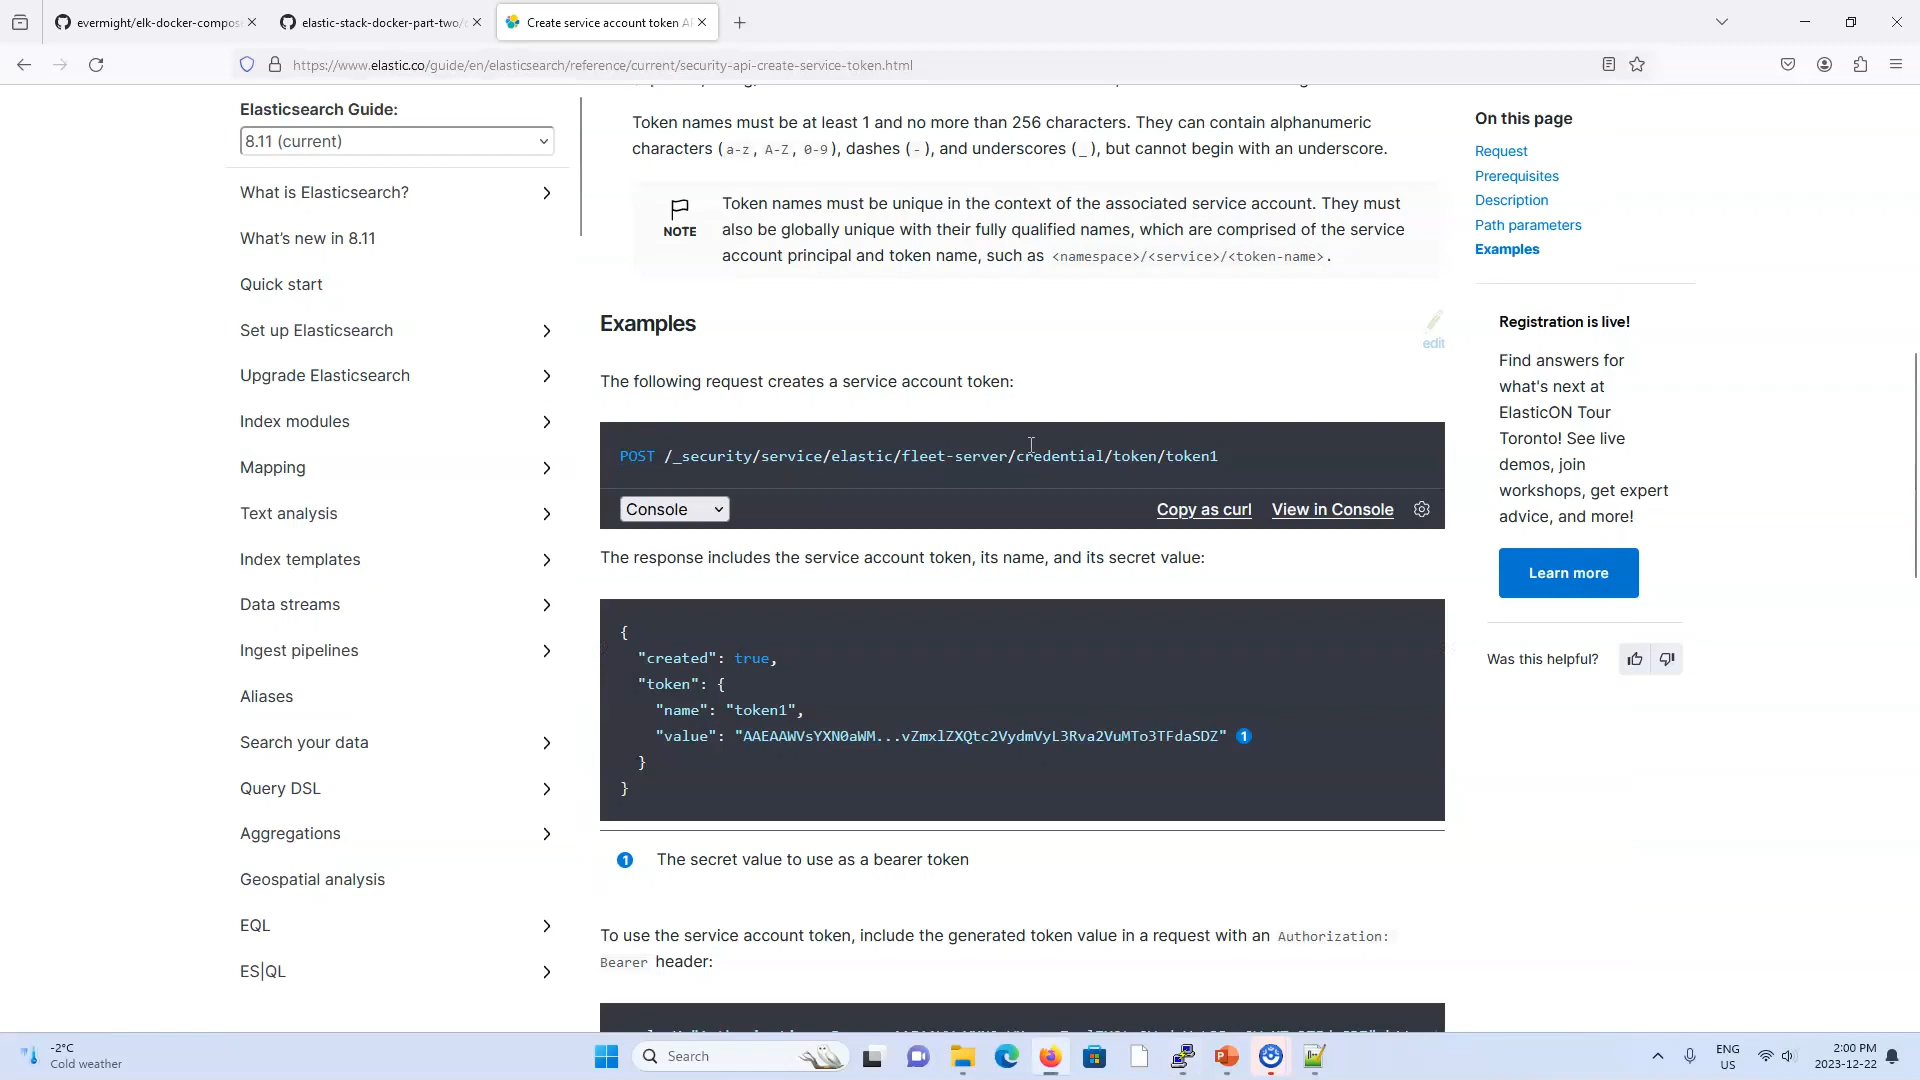 evermight/elk-docker-compos
elastic-stack-docker-part-two/
Create service account token A
https://www.elastic.co/guide/en/elasticsearch/reference/current/security-api-create-service-token.html
Elasticsearch Guide:
8.11 (current)
What is Elasticsearch?
What's new in 8.11
Quick start
Set up Elasticsearch
Upgrade Elasticsearch
Index modules
Mapping
Text analysis
Index templates
Data streams
Ingest pipelines
Aliases
Search your data
Query DSL
Aggregations
Geospatial analysis
EQL
ES|QL
Token names must be at least 1 and no more than 256 characters. They can contain alphanumeric
characters (a-z, A-Z, 0-9), dashes (-), and underscores (_), but cannot begin with an underscore.
NOTE
Token names must be unique in the context of the associated service account. They must
also be globally unique with their fully qualified names, which are comprised of the service
account principal and token name, such as <namespace>/<service>/<token-name>.
Examples
edit
The following request creates a service account token:
POST /_security/service/elastic/fleet-server/credential/token/token1
Console
Copy as curl
View in Console
The response includes the service account token, its name, and its secret value:
{
"created": true,
"token": {
"name": "token1",
"value": "AAEAAWVsYXN0aWM...vZmxlZXQtc2VydmVyL3Rva2VuMTo3TFdaSDZ" 1
}
}
1 The secret value to use as a bearer token
To use the service account token, include the generated token value in a request with an Authorization:
Bearer header:
On this page
Request
Prerequisites
Description
Path parameters
Examples
Registration is live!
Find answers for
what's next at
ElasticON Tour
Toronto! See live
demos, join
workshops, get expert
advice, and more!
Learn more
Was this helpful?
-2°C
Cold weather
Search
ENG
US
2:00 PM
2023-12-22